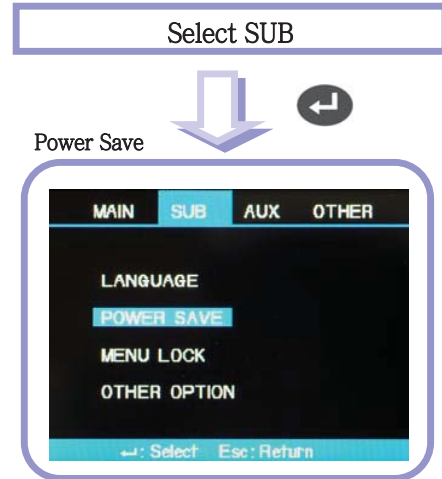 Select SUB
Power Save
MAIN SUB AUX OTHER
LANGUAGE
POWER SAVE
MENU LOCK
OTHER OPTION
↵: Select Esc: Return